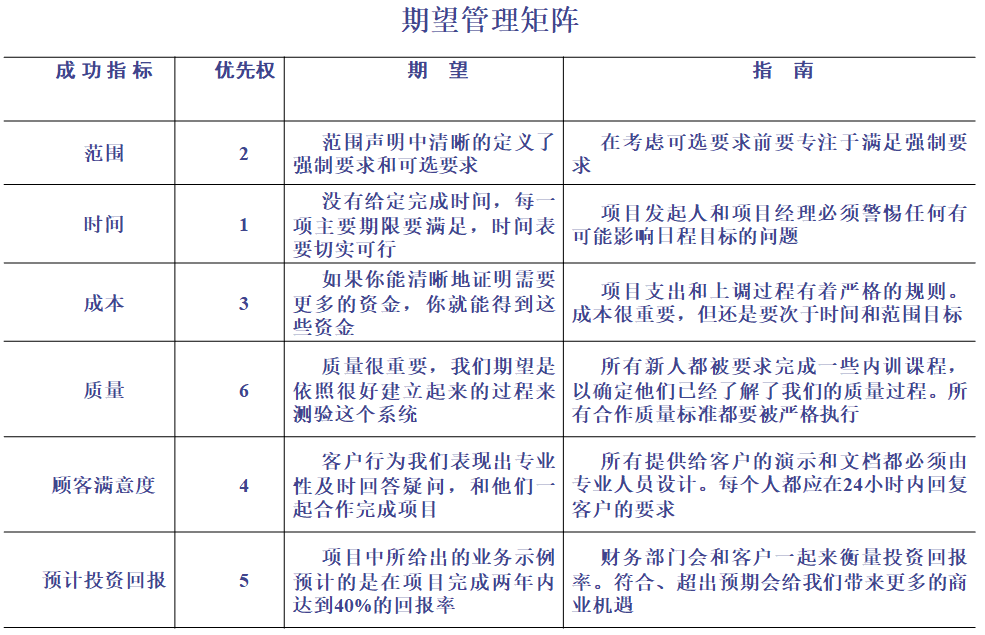 期望管理矩阵
成功指标 优先权 期 望 指 南
范围 2 范围声明中清晰的定义了
强制要求和可选要求
在考虑可选要求前要专注于满足强制要
求
时间 1 没有给定完成时间，每一
项主要期限要满足，时间表
要切实可行
项目发起人和项目经理必须警惕任何有
可能影响日程目标的问题
成本 3 如果你能清晰地证明需要
更多的资金，你就能得到这
些资金
项目支出和上调过程有着严格的规则。
成本很重要，但还是要次于时间和范围目标
质量 6 质量很重要，我们期望是
依照很好建立起来的过程来
测验这个系统
所有新人都被要求完成一些内训课程，
以确定他们已经了解了我们的质量过程。所
有合作质量标准都要被严格执行
顾客满意度 4 客户行为我们表现出专业
性及时回答疑问，和他们一
起合作完成项目
所有提供给客户的演示和文档都必须由
专业人员设计。每个人都应在24小时内回复
客户的要求
预计投资回报 5 项目中所给出的业务示例
预计的是在项目完成两年内
达到40%的回报率
财务部门会和客户一起来衡量投资回报
率。符合、超出预期会给我们带来更多的商
业机遇